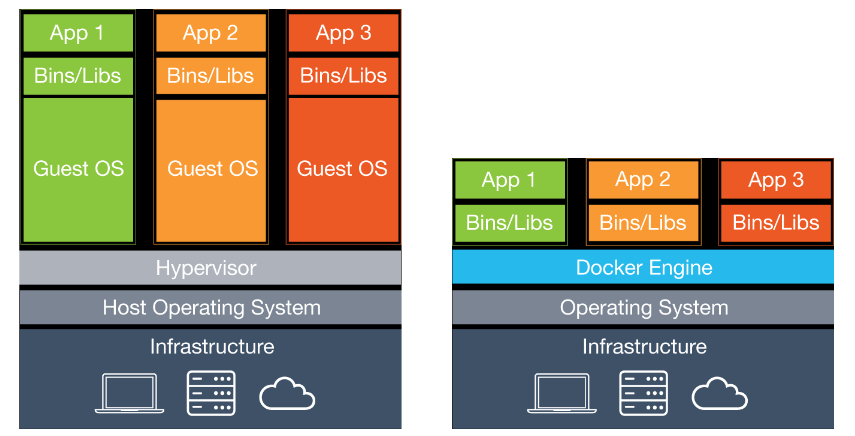 App 1
App 2
App 3
Bins/Libs
Bins/Libs
Bins/Libs
Guest OS
Guest OS
Guest OS
Hypervisor
Host Operating System
Infrastructure
App 1
App 2
App 3
Bins/Libs
Bins/Libs
Bins/Libs
Docker Engine
Operating System
Infrastructure